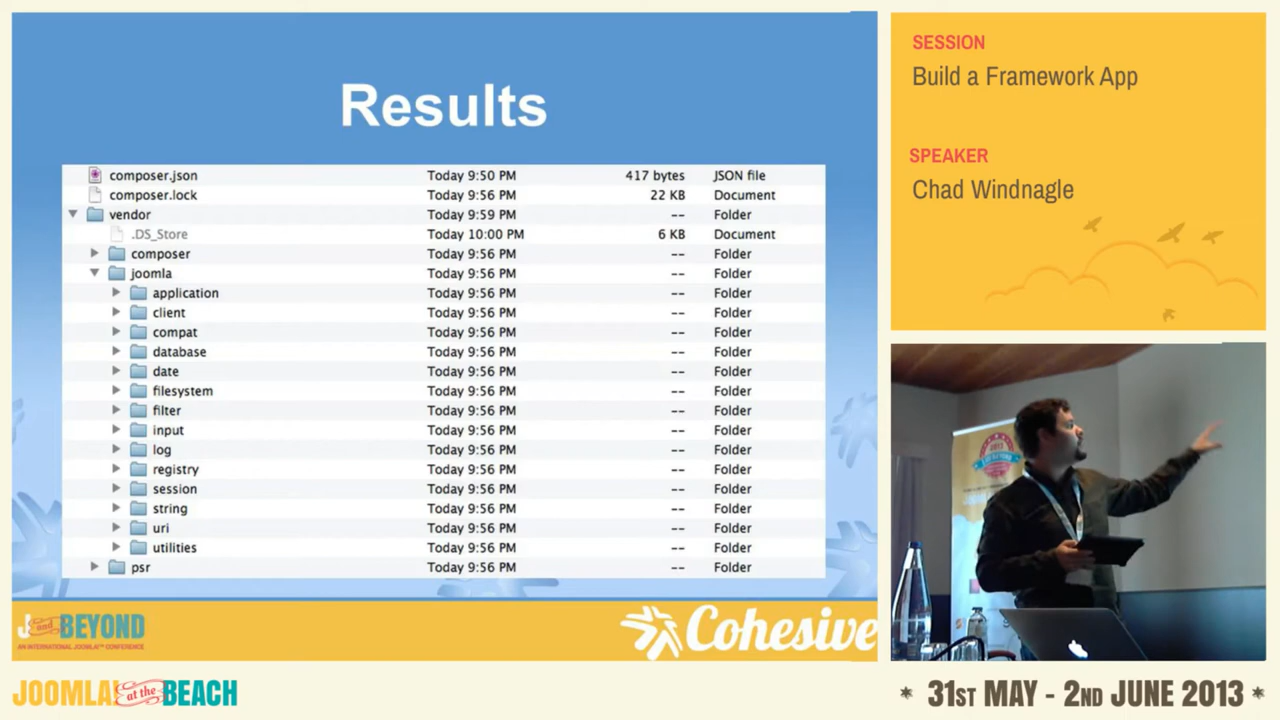 Results
composer.json Today 9:50 PM 417 bytes JSON file
composer.lock Today 9:56 PM 22 KB Document
vendor Today 9:59 PM -- Folder
.DS_Store Today 10:00 PM 6 KB Document
composer Today 9:56 PM -- Folder
joomla Today 9:56 PM -- Folder
application Today 9:56 PM -- Folder
client Today 9:56 PM -- Folder
compat Today 9:56 PM -- Folder
database Today 9:56 PM -- Folder
date Today 9:56 PM -- Folder
filesystem Today 9:56 PM -- Folder
filter Today 9:56 PM -- Folder
input Today 9:56 PM -- Folder
log Today 9:56 PM -- Folder
registry Today 9:56 PM -- Folder
session Today 9:56 PM -- Folder
string Today 9:56 PM -- Folder
uri Today 9:56 PM -- Folder
utilities Today 9:56 PM -- Folder
psr Today 9:56 PM -- Folder
J and BEYOND
AN INTERNATIONAL JOOMLA!™ CONFERENCE
Cohesive
SESSION
Build a Framework App
SPEAKER
Chad Windnagle
2013
JOOMLA! at the BEACH
* 31ST MAY - 2ND JUNE 2013 *